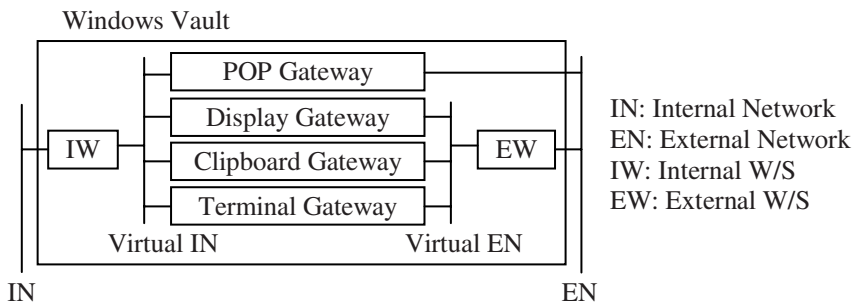 Windows Vault
POP Gateway
Display Gateway
IW
EW
Clipboard Gateway
Terminal Gateway
Virtual IN
Virtual EN
IN
EN
IN: Internal Network
EN: External Network
IW: Internal W/S
EW: External W/S